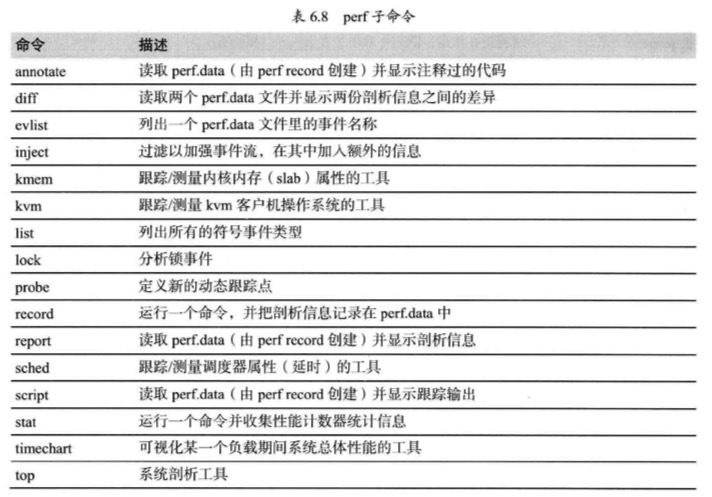 表 6.8 perf 子命令
命令 描述
annotate 读取 perf.data（由 perf record 创建）并显示注释过的代码
diff 读取两个 perf.data 文件并显示两份剖析信息之间的差异
evlist 列出一个 perf.data 文件里的事件名称
inject 过滤以加强事件流，在其中加入额外的信息
kmem 跟踪/测量内核内存（slab）属性的工具
kvm 跟踪/测量 kvm 客户机操作系统的工具
list 列出所有的符号事件类型
lock 分析锁事件
probe 定义新的动态跟踪点
record 运行一个命令，并把剖析信息记录在 perf.data 中
report 读取 perf.data（由 perf record 创建）并显示剖析信息
sched 跟踪/测量调度器属性（延时）的工具
script 读取 perf.data（由 perf record 创建）并显示跟踪输出
stat 运行一个命令并收集性能计数器统计信息
timechart 可视化某一个负载期间系统总体性能的工具
top 系统剖析工具